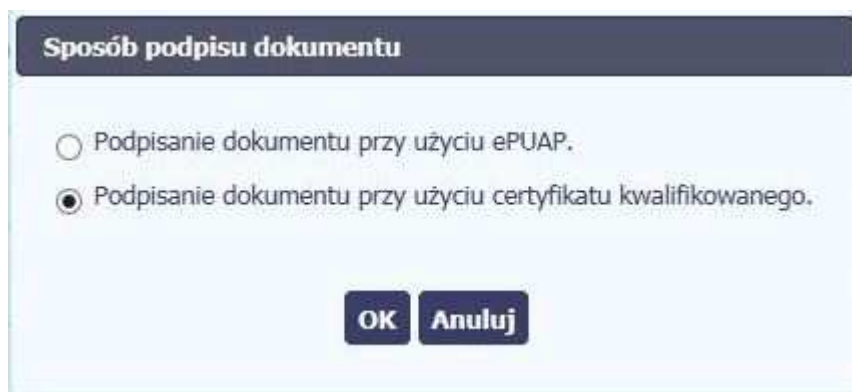 Sposób podpisu dokumentu
Podpisanie dokumentu przy użyciu ePUAP.
Podpisanie dokumentu przy użyciu certyfikatu kwalifikowanego.
OK Anuluj